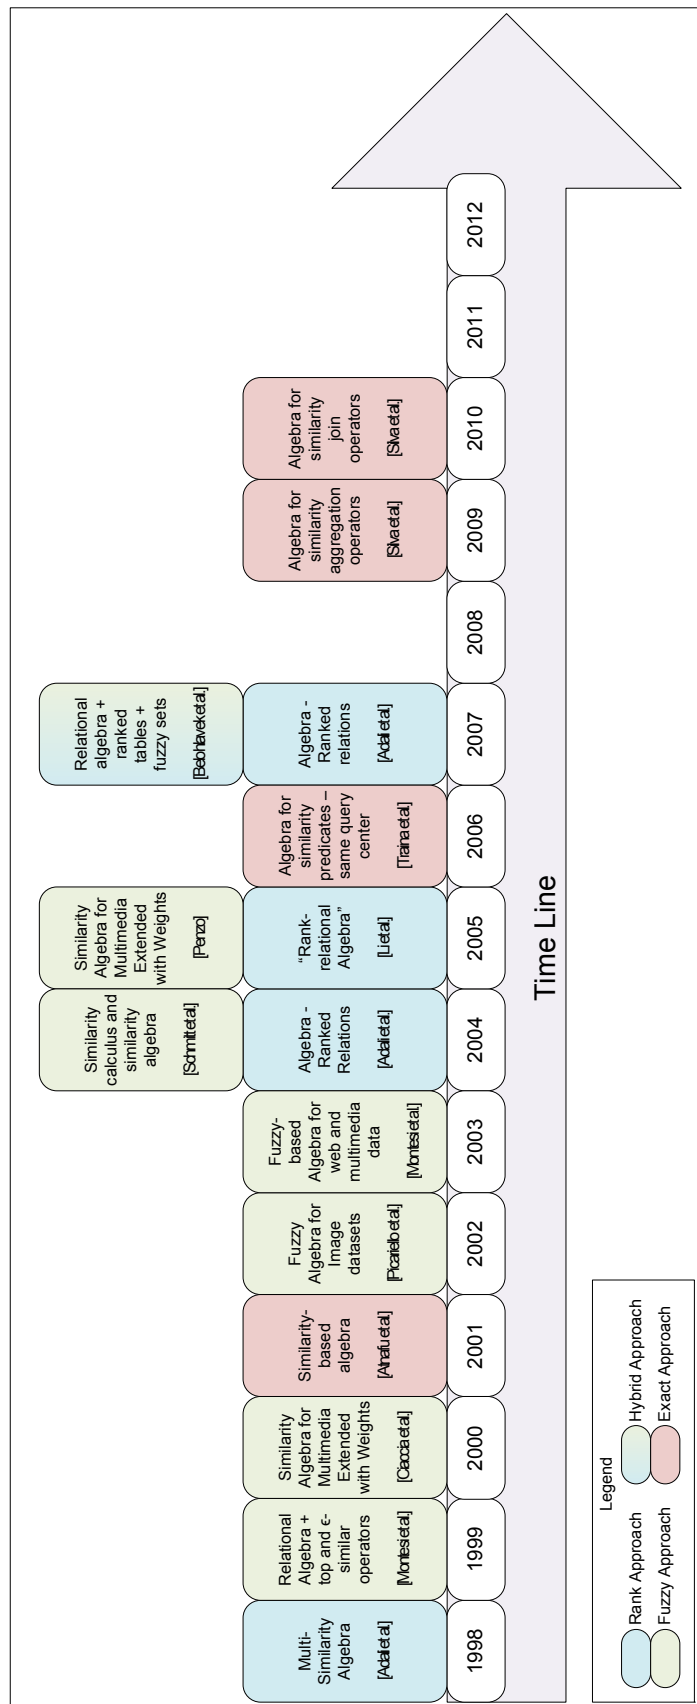 Relational
algebra +
ranked
tables +
fuzzy sets
Similarity
Algebra for
Multimedia
Extended
with Weights
[Penzo]
Similarity
calculus and
similarity
algebra
[Schmitt et al.]
Multi-
Similarity
Algebra
[Adali et al.]
Relational
Algebra +
top and ϵ-
similar
operators
[Montesi et al.]
Similarity
Algebra for
Multimedia
Extended
with Weights
[Ciaccia et al.]
Similarity-
based
algebra
[Atnafu et al.]
Fuzzy
Algebra for
Image
datasets
[Picariello et al.]
Fuzzy-
based
Algebra for
web and
multimedia
data
[Montesi et al.]
Algebra -
Ranked
Relations
[Adali et al.]
“Rank-
relational
Algebra”
[Li et al.]
Algebra for
similarity
predicates –
same query
center
[Traina et al.]
Algebra -
Ranked
relations
[Adali et al.]
Algebra for
similarity
aggregation
operators
[Silva et al.]
Algebra for
similarity
join
operators
[Silva et al.]
1998
1999
2000
2001
2002
2003
2004
2005
2006
2007
2008
2009
2010
2011
2012
Time Line
Legend
Rank Approach
Hybrid Approach
Fuzzy Approach
Exact Approach